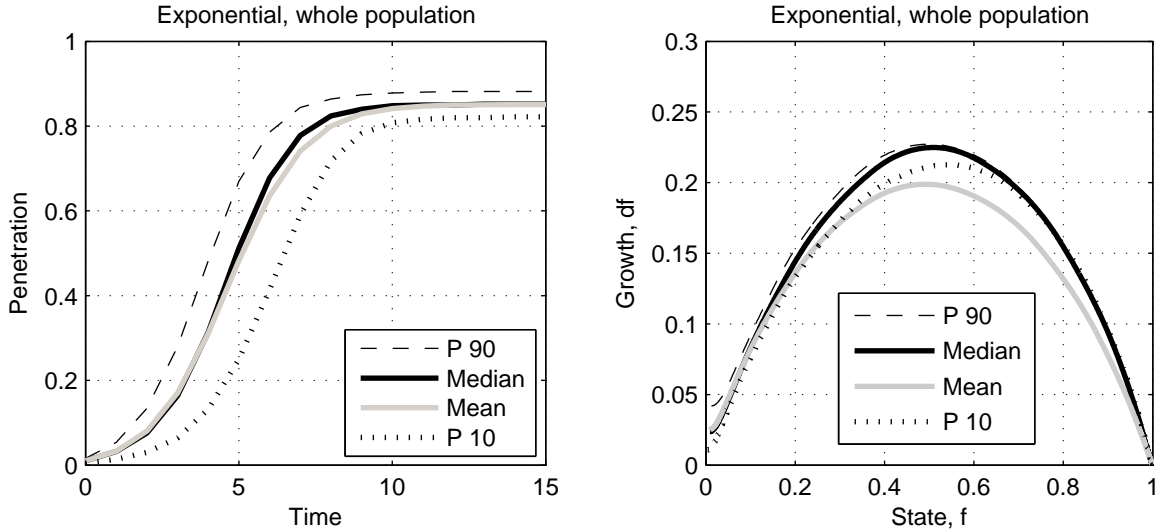 Exponential, whole population
1
0.8
0.6
0.4
0.2
0
Penetration
0
5
10
15
Time
P 90
Median
Mean
P 10
Exponential, whole population
0.3
0.25
0.2
0.15
0.1
0.05
0
Growth, df
0
0.2
0.4
0.6
0.8
1
State, f
P 90
Median
Mean
P 10